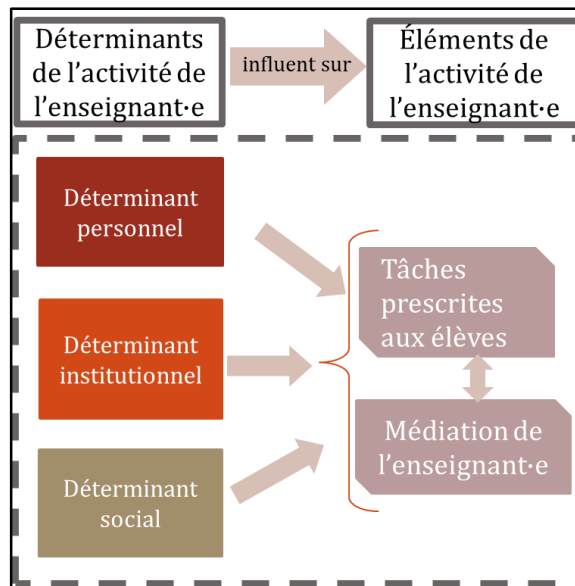 Déterminants
de l'activité de
l'enseignant·e
influent sur
Éléments de
l'activité de
l'enseignant·e
Déterminant
personnel
Déterminant
institutionnel
Déterminant
social
Tâches
prescrites
aux élèves
Médiation de
l'enseignant·e